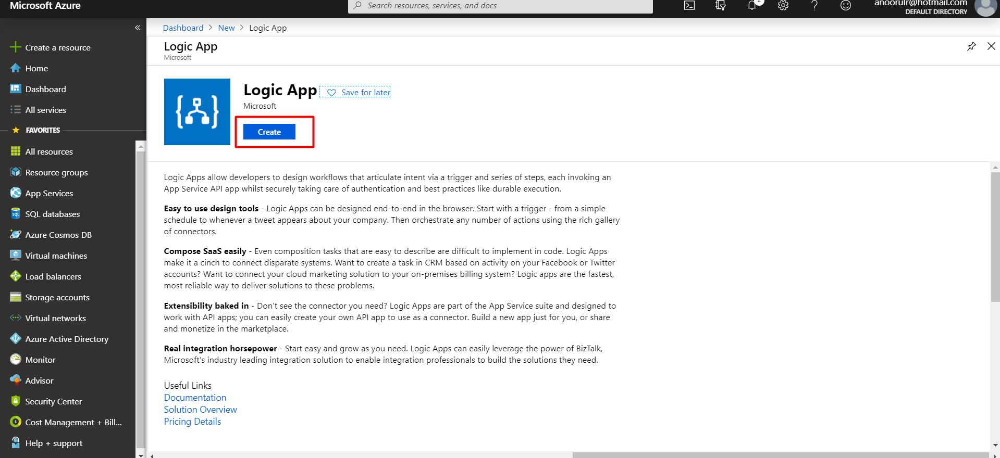 Microsoft Azure
Search resources, services, and docs
2
anoorulr@hotmail.com
DEFAULT DIRECTORY
Create a resource
Home
Dashboard
All services
FAVORITES
All resources
Resource groups
App Services
SQL databases
Azure Cosmos DB
Virtual machines
Load balancers
Storage accounts
Virtual networks
Azure Active Directory
Monitor
Advisor
Security Center
Cost Management + Bill...
Help + support
Dashboard > New > Logic App
Logic App
Microsoft
Logic App Save for later
Microsoft
Create
Logic Apps allow developers to design workflows that articulate intent via a trigger and series of steps, each invoking an
App Service API app whilst securely taking care of authentication and best practices like durable execution.
Easy to use design tools - Logic Apps can be designed end-to-end in the browser. Start with a trigger - from a simple
schedule to whenever a tweet appears about your company. Then orchestrate any number of actions using the rich gallery
of connectors.
Compose SaaS easily - Even composition tasks that are easy to describe are difficult to implement in code. Logic Apps
make it a cinch to connect disparate systems. Want to create a task in CRM based on activity on your Facebook or Twitter
accounts? Want to connect your cloud marketing solution to your on-premises billing system? Logic apps are the fastest,
most reliable way to deliver solutions to these problems.
Extensibility baked in - Don't see the connector you need? Logic Apps are part of the App Service suite and designed to
work with API apps; you can easily create your own API app to use as a connector. Build a new app just for you, or share
and monetize in the marketplace.
Real integration horsepower - Start easy and grow as you need. Logic Apps can easily leverage the power of BizTalk,
Microsoft's industry leading integration solution to enable integration professionals to build the solutions they need.
Useful Links
Documentation
Solution Overview
Pricing Details